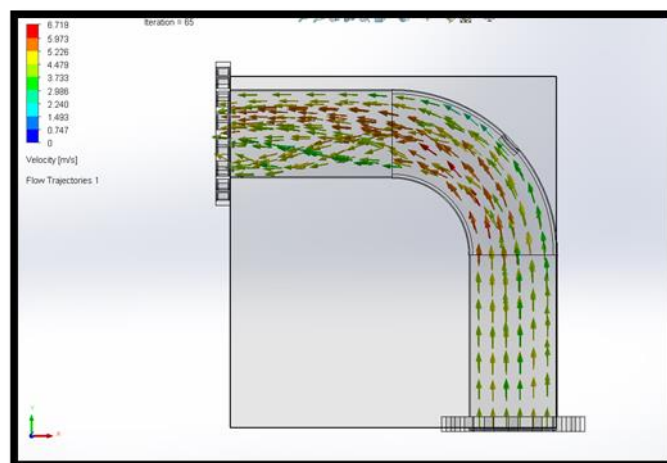 Iteration = 65
6.719
5.973
5.226
4.479
3.733
2.986
2.240
1.493
0.747
0
Velocity [m/s]
Flow Trajectories 1
Y
X